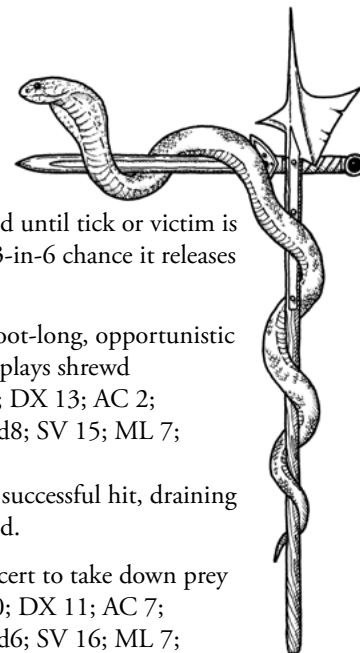 d until tick or victim is
3-in-6 chance it releases
oot-long, opportunistic
plays shrewd
; DX 13; AC 2;
d8; SV 15; ML 7;
successful hit, draining
d.
cert to take down prey
0; DX 11; AC 7;
d6; SV 16; ML 7;